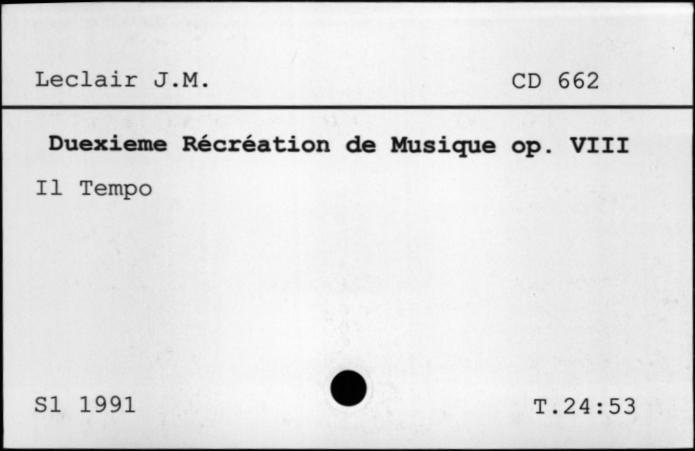 Leclair J.M. CD 662
Duexieme Récréation de Musique op. VIII
Il Tempo
S1 1991 T.24:53